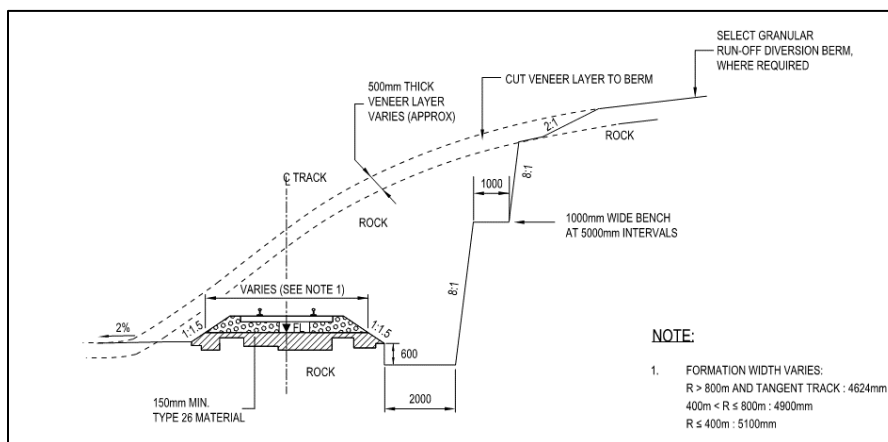 SELECT GRANULAR
RUN-OFF DIVERSION BERM,
WHERE REQUIRED
CUT VENEER LAYER TO BERM
500mm THICK
VENEER LAYER
VARIES (APPROX)
2:1
ROCK
8:1
℄ TRACK
1000
ROCK
1000mm WIDE BENCH
AT 5000mm INTERVALS
8:1
VARIES (SEE NOTE 1)
2%
1:1.5
FL
1:1.5
600
ROCK
2000
150mm MIN.
TYPE 26 MATERIAL
NOTE:
1. FORMATION WIDTH VARIES:
R > 800m AND TANGENT TRACK : 4624mm
400m < R ≤ 800m : 4900mm
R ≤ 400m : 5100mm